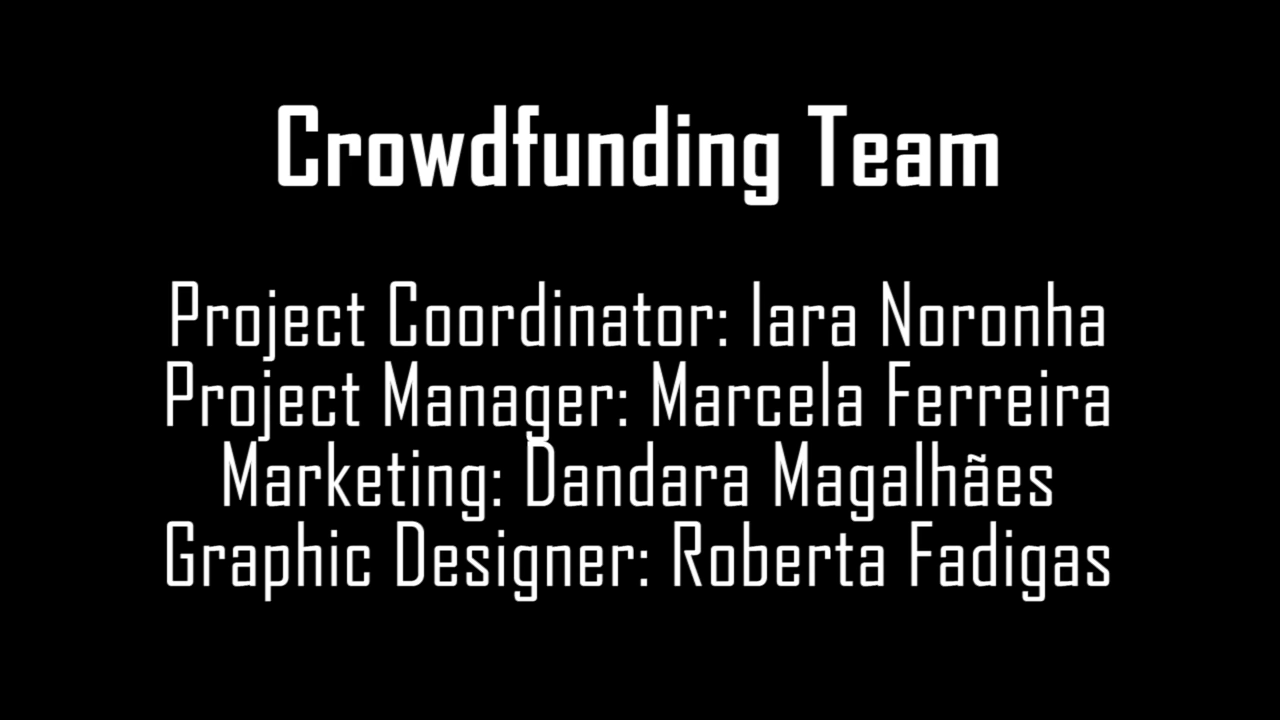 Crowdfunding Team
Project Coordinator: Iara Noronha
Project Manager: Marcela Ferreira
Marketing: Dandara Magalhães
Graphic Designer: Roberta Fadigas